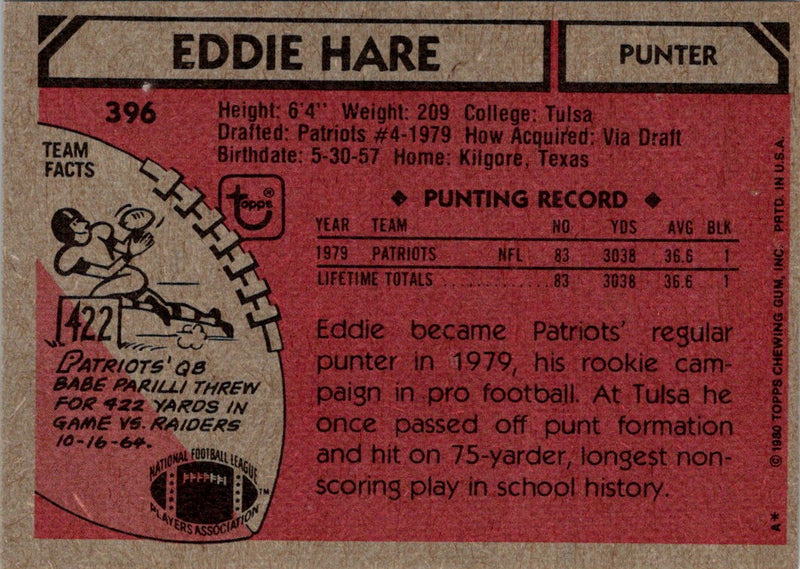 EDDIE HARE
PUNTER
396
Height: 6'4" Weight: 209 College: Tulsa
Drafted: Patriots #4-1979 How Acquired: Via Draft
Birthdate: 5-30-57 Home: Kilgore, Texas
TEAM
FACTS
topps®
◆ PUNTING RECORD ◆
YEAR TEAM NO YDS AVG BLK
1979 PATRIOTS NFL 83 3038 36.6 1
LIFETIME TOTALS ............ 83 3038 36.6 1
422
PATRIOTS' QB
BABE PARILLI THREW
FOR 422 YARDS IN
GAME VS. RAIDERS
10-16-64.
Eddie became Patriots' regular
punter in 1979, his rookie cam-
paign in pro football. At Tulsa he
once passed off punt formation
and hit on 75-yarder, longest non-
scoring play in school history.
NATIONAL FOOTBALL LEAGUE
PLAYERS ASSOCIATION™
© 1980 TOPPS CHEWING GUM, INC. PRTD. IN U.S.A.
A*